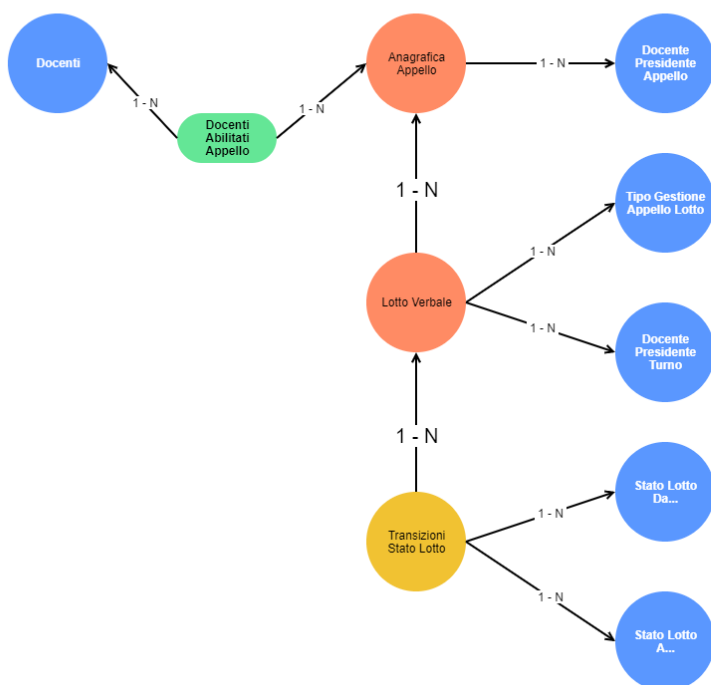 Docenti
1 - N
Docenti
Abilitati
Appello
1 - N
Anagrafica
Appello
1 - N
Docente
Presidente
Appello
1 - N
Tipo Gestione
Appello Lotto
1 - N
Lotto Verbale
1 - N
Docente
Presidente
Turno
1 - N
Stato Lotto
Da...
1 - N
Transizioni
Stato Lotto
1 - N
Stato Lotto
A...